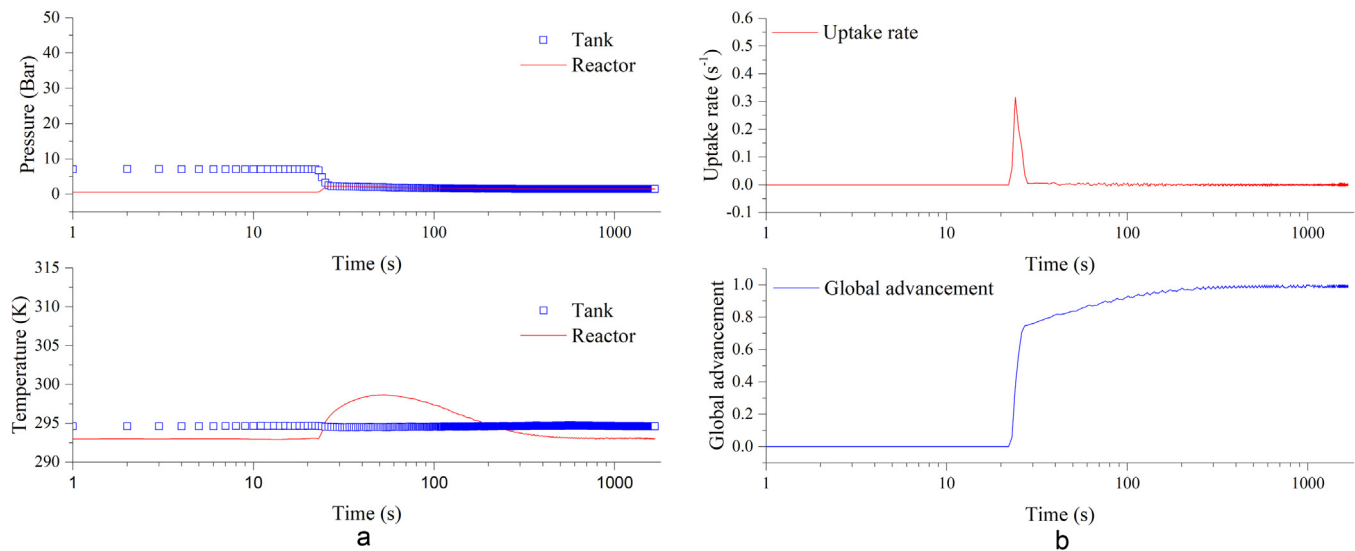 50
40
30
20
10
0
Pressure (Bar)
Tank
Reactor
1
10
100
1000
Time (s)
315
310
305
300
295
290
Temperature (K)
Tank
Reactor
1
10
100
1000
Time (s)
a
0.6
0.5
0.4
0.3
0.2
0.1
0.0
-0.1
Uptake rate (s⁻¹)
Uptake rate
1
10
100
1000
Time (s)
1.0
0.8
0.6
0.4
0.2
0.0
Global advancement
Global advancement
1
10
100
1000
Time (s)
b